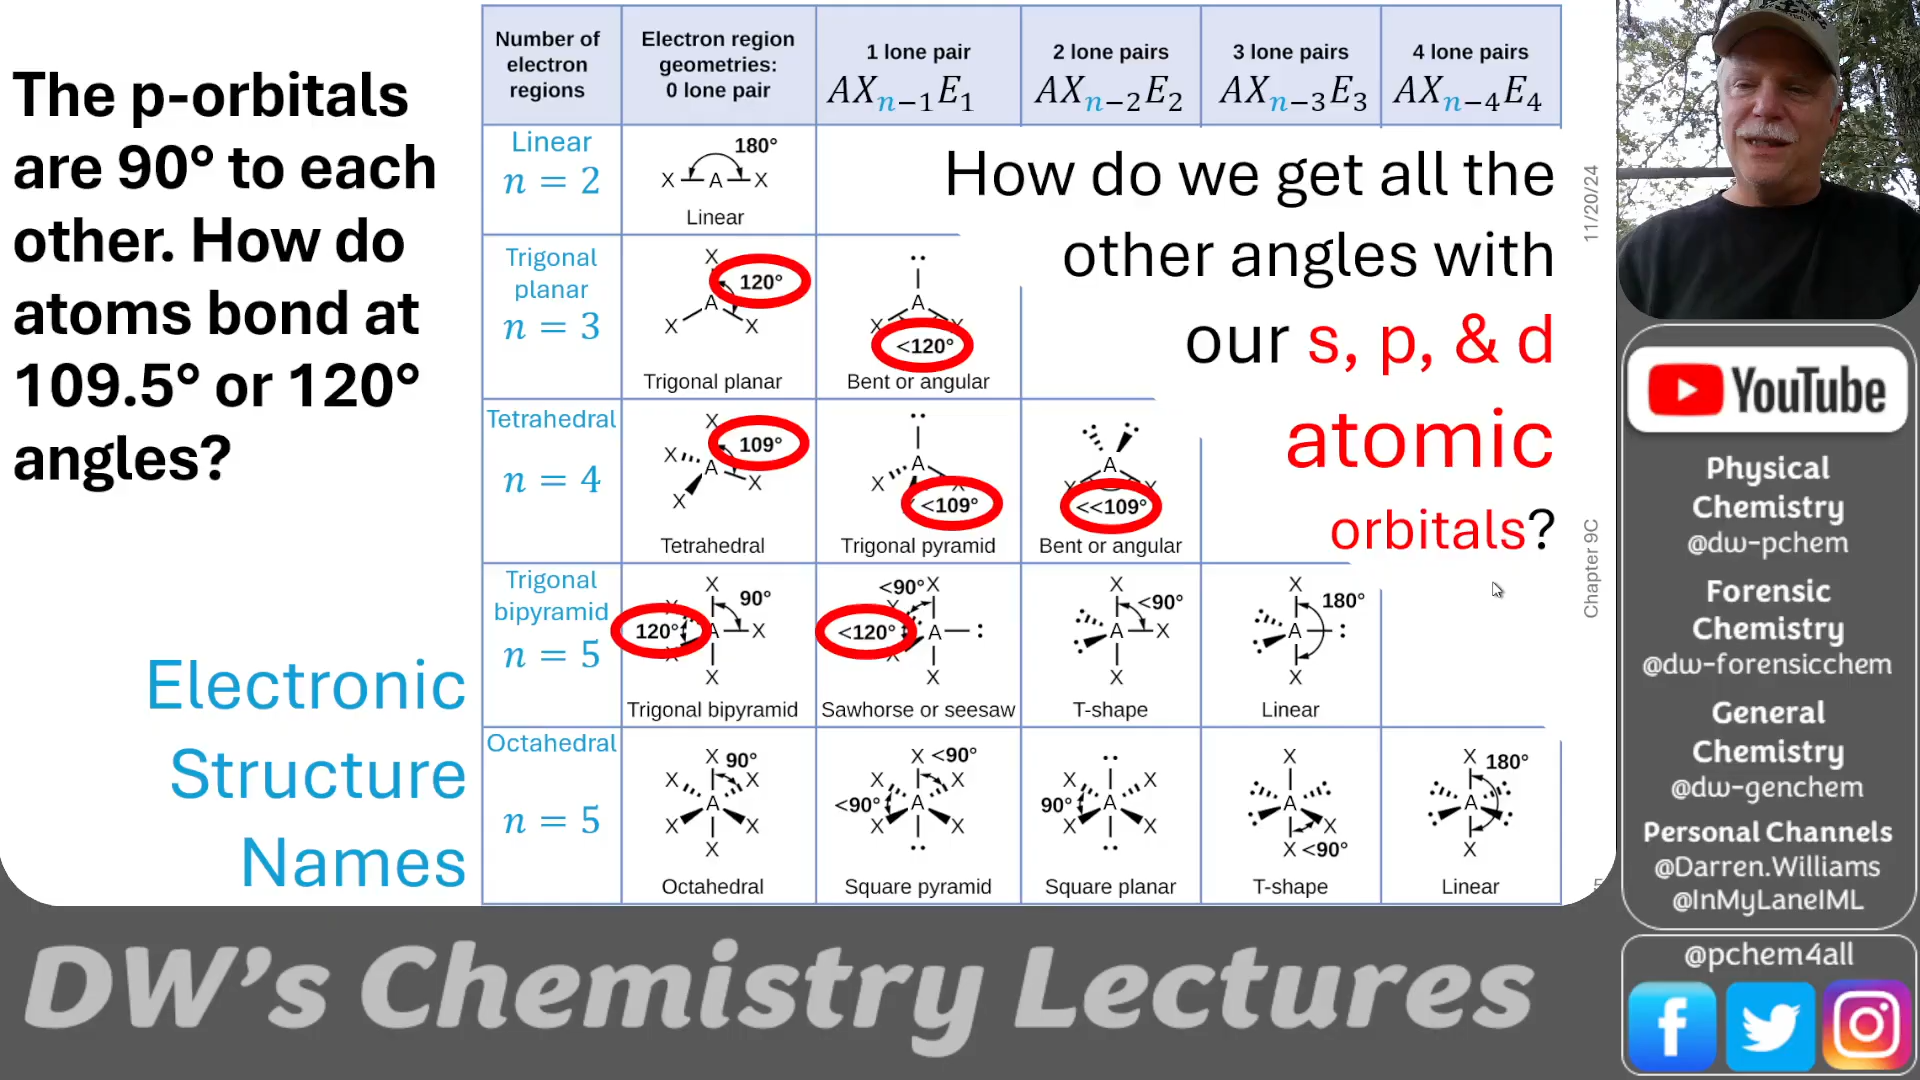 The p-orbitals
are 90° to each
other. How do
atoms bond at
109.5° or 120°
angles?
Electronic
Structure
Names
Number of
electron
regions
Electron region
geometries:
0 lone pair
1 lone pair
AXn−1E1
2 lone pairs
AXn−2E2
3 lone pairs
AXn−3E3
4 lone pairs
AXn−4E4
Linear
n = 2
180°
X A X
Linear
How do we get all the
other angles with
our s, p, & d
atomic
orbitals?
Trigonal
planar
n = 3
X
120°
A
X X
Trigonal planar
A
X X
<120°
Bent or angular
Tetrahedral
n = 4
X
109°
X A
X
X
Tetrahedral
A
X X
<109°
Trigonal pyramid
A
X X
<<109°
Bent or angular
Trigonal
bipyramid
n = 5
X
90°
X
120° A X
X
X
Trigonal bipyramid
<90° X
X
<120° A :
X
X
Sawhorse or seesaw
X
<90°
A X
X
T-shape
X
180°
A :
X
Linear
Octahedral
n = 5
X 90°
X X
A
X X
X
Octahedral
X <90°
X X
<90° A
X X
Square pyramid
X X
90° A
X X
Square planar
X
A
X
X <90°
T-shape
X 180°
A
X
Linear
11/20/24
Chapter 9C
5
YouTube
Physical
Chemistry
@dw-pchem
Forensic
Chemistry
@dw-forensicchem
General
Chemistry
@dw-genchem
Personal Channels
@Darren.Williams
@InMyLaneIML
@pchem4all
DW's Chemistry Lectures